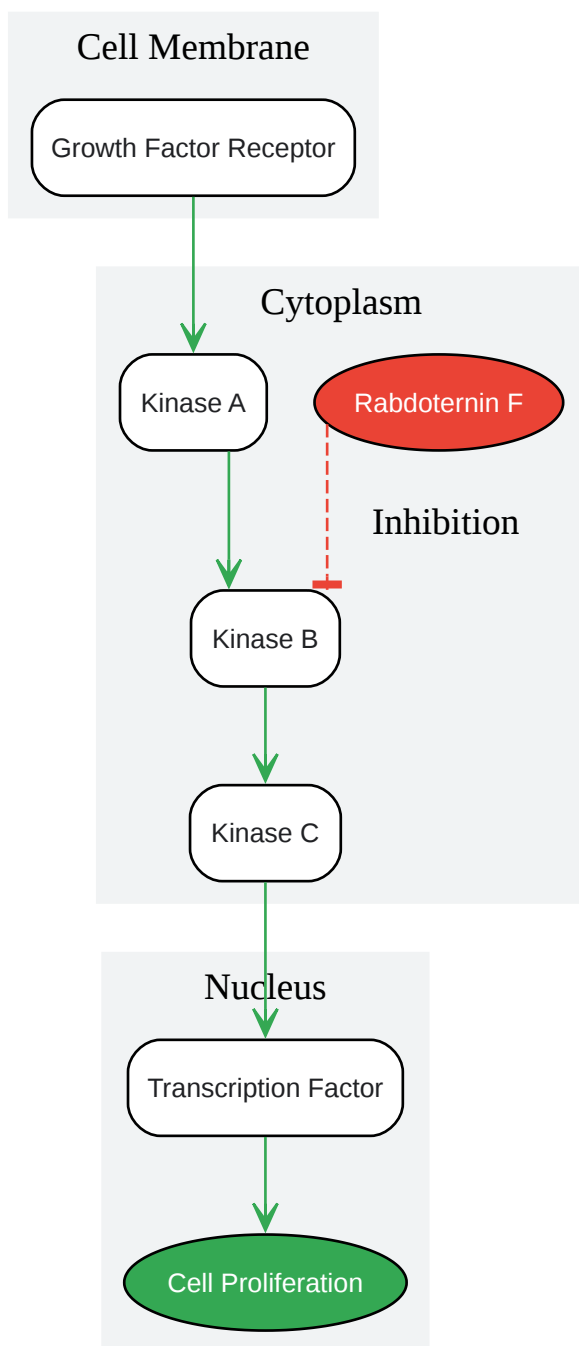 Cell Membrane
Growth Factor Receptor
Cytoplasm
Kinase A
Rabdoternin F
Inhibition
Kinase B
Kinase C
Nucleus
Transcription Factor
Cell Proliferation